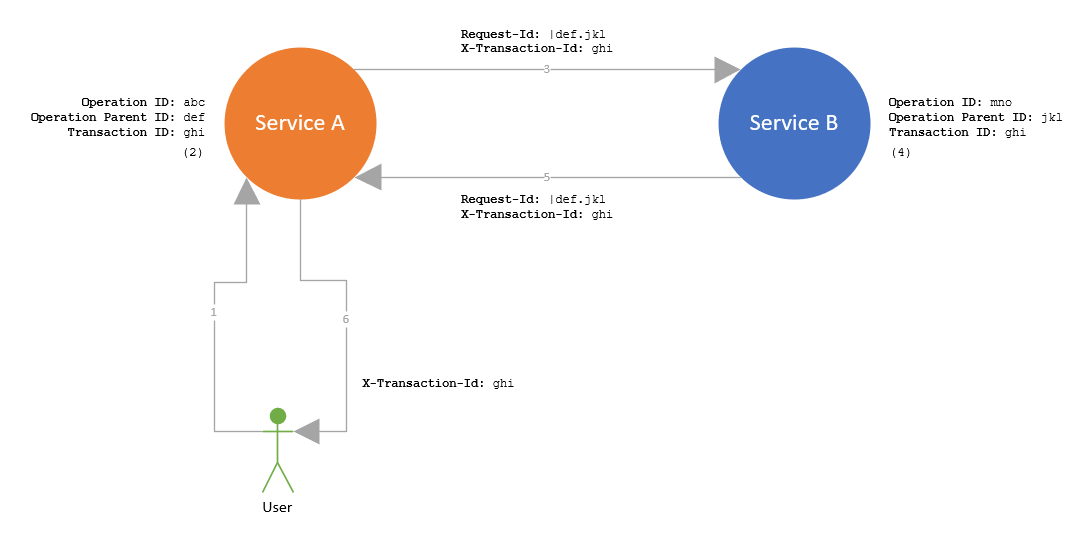 Request-Id: |def.jkl
X-Transaction-Id: ghi
3
Operation ID: abc
Operation Parent ID: def
Transaction ID: ghi
(2)
Service A
Service B
Operation ID: mno
Operation Parent ID: jkl
Transaction ID: ghi
(4)
5
Request-Id: |def.jkl
X-Transaction-Id: ghi
1
6
X-Transaction-Id: ghi
User